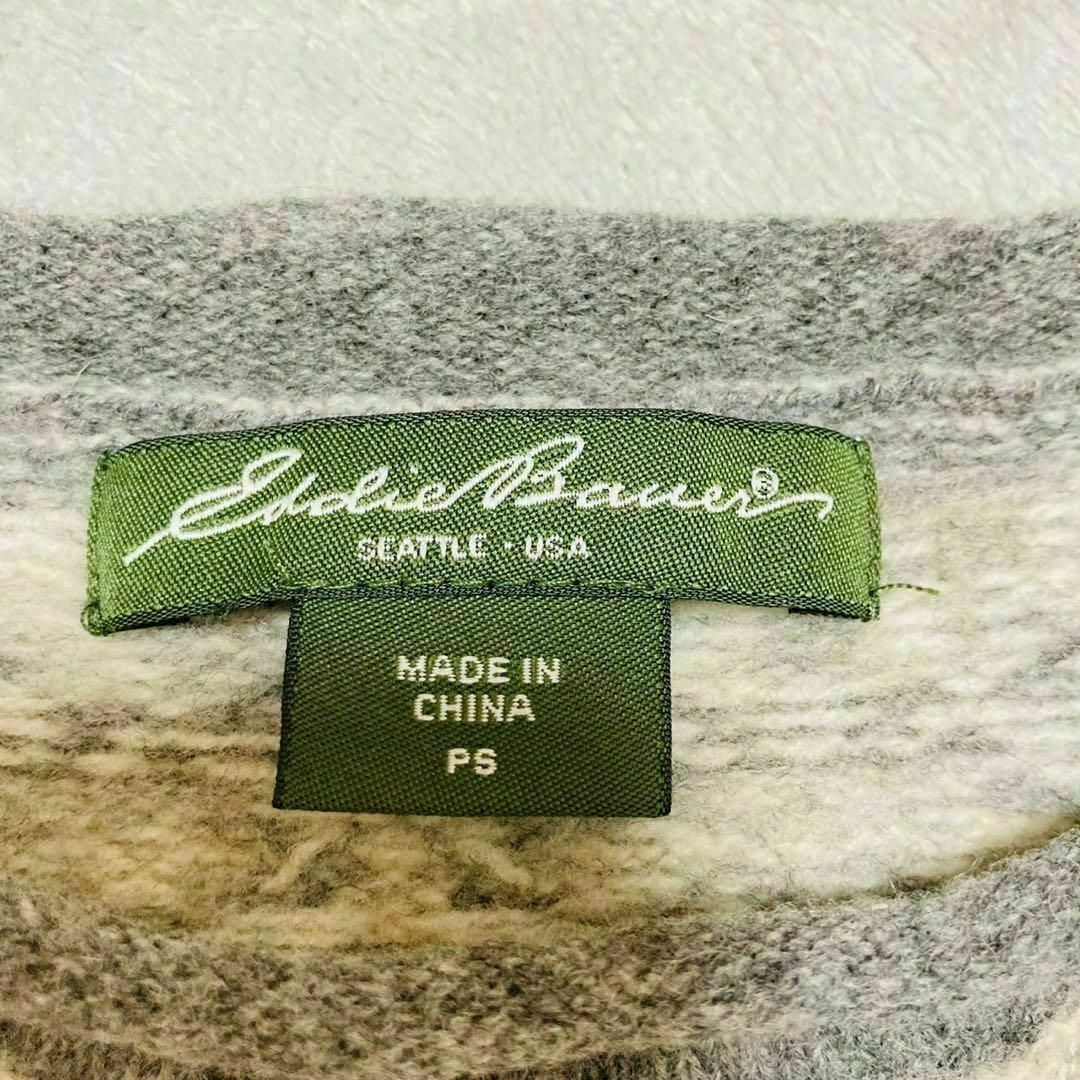 Eddie Bauer®
SEATTLE · USA
MADE IN
CHINA
PS